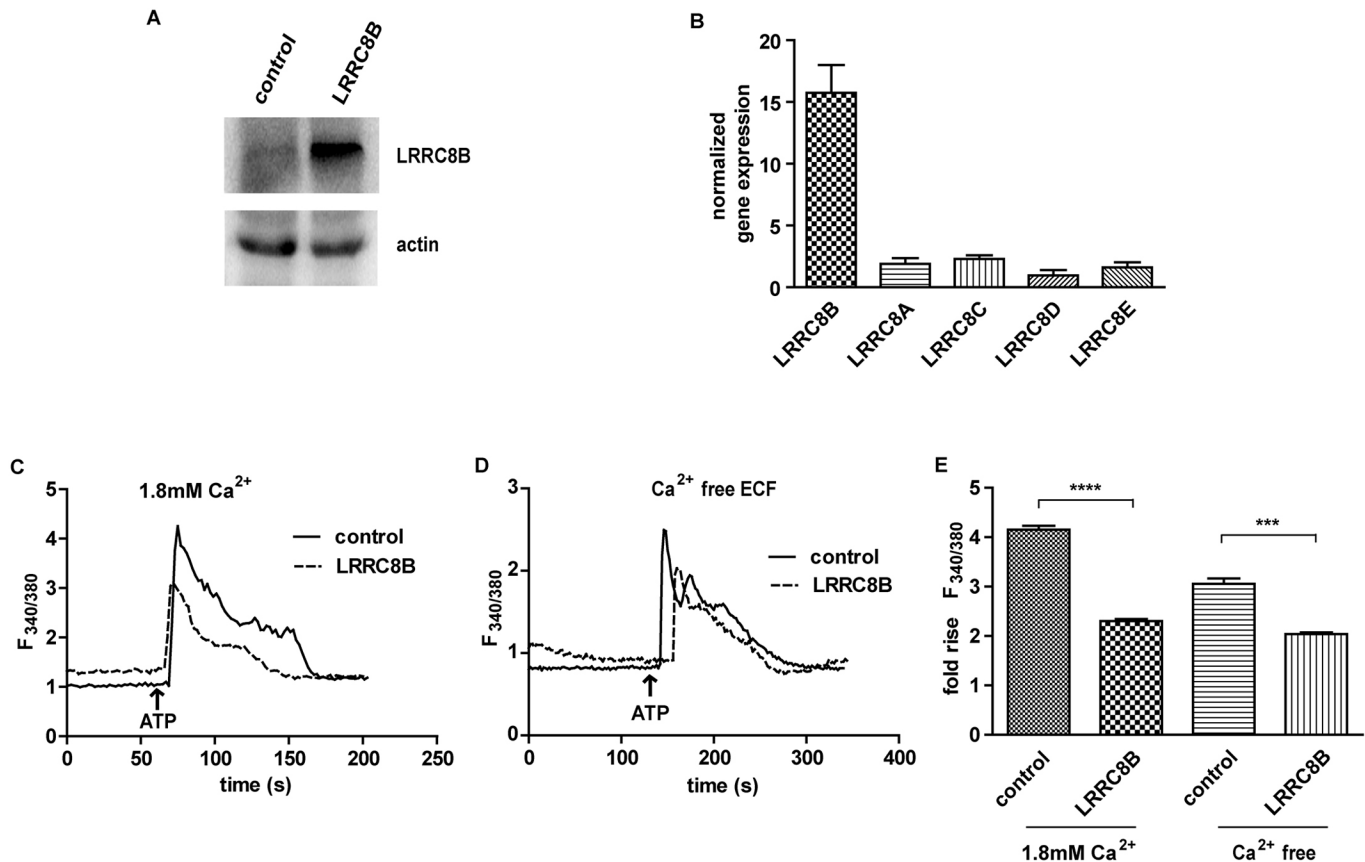 A
control
LRRC8B
LRRC8B
actin
B
normalized
gene expression
20
15
10
5
0
LRRC8B
LRRC8A
LRRC8C
LRRC8D
LRRC8E
C
1.8mM Ca2+
F340/380
5
4
3
2
1
0
control
LRRC8B
ATP
0
50
100
150
200
250
time (s)
D
Ca2+ free ECF
F340/380
3
2
1
0
control
LRRC8B
ATP
0
100
200
300
400
time (s)
E
fold rise F340/380
5
4
3
2
1
0
****
***
control
LRRC8B
control
LRRC8B
1.8mM Ca2+
Ca2+ free